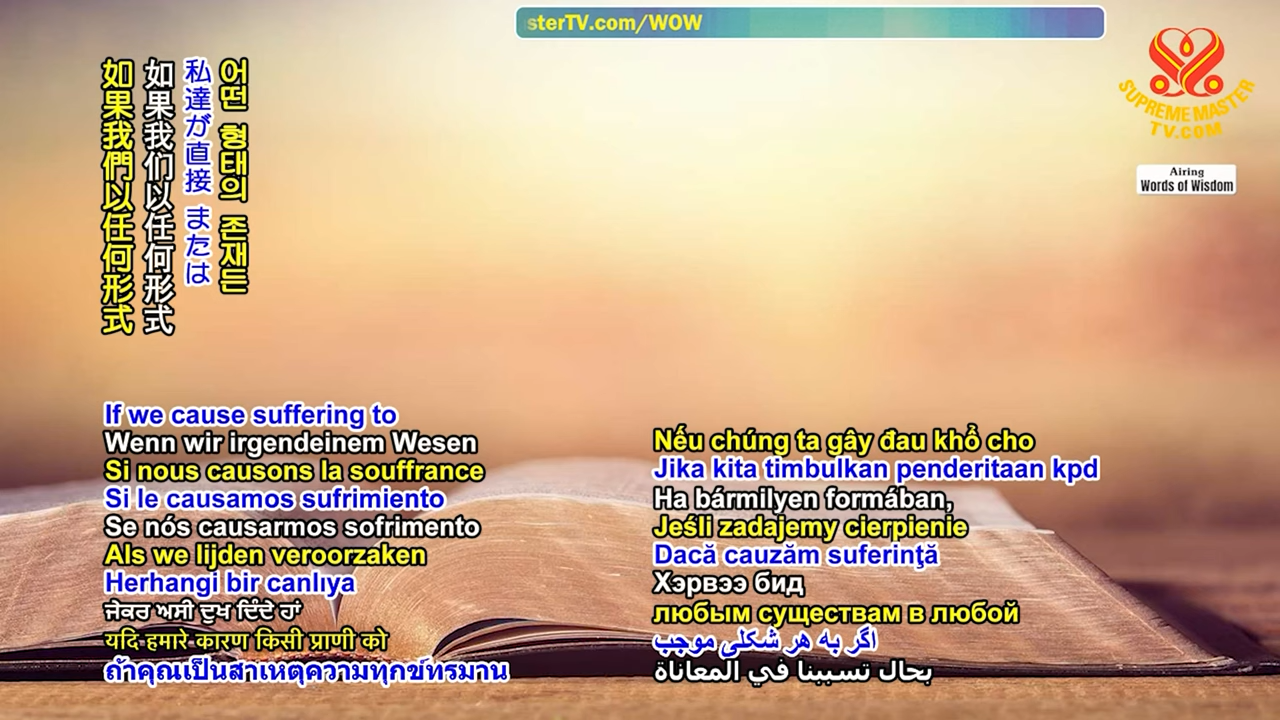 sterTV.com/WOW
SUPREME MASTER
TV.COM
Airing
Words of Wisdom
어떤 형태의 존재든
私達が直接 または
如果我们以任何形式
如果我們以任何形式
If we cause suffering to
Wenn wir irgendeinem Wesen
Si nous causons la souffrance
Si le causamos sufrimiento
Se nós causarmos sofrimento
Als we lijden veroorzaken
Herhangi bir canlıya
ਜੇਕਰ ਅਸੀ ਦੁਖ ਦਿੰਦੇ ਹਾਂ
यदि हमारे कारण किसी प्राणी को
ถ้าคุณเป็นสาเหตุความทุกข์ทรมาน
Nếu chúng ta gây đau khổ cho
Jika kita timbulkan penderitaan kpd
Ha bármilyen formában,
Jeśli zadajemy cierpienie
Dacă cauzăm suferinţă
Хэрвээ бид
любым существам в любой
اگر به هر شکلی موجب
بحال تسببنا في المعاناة